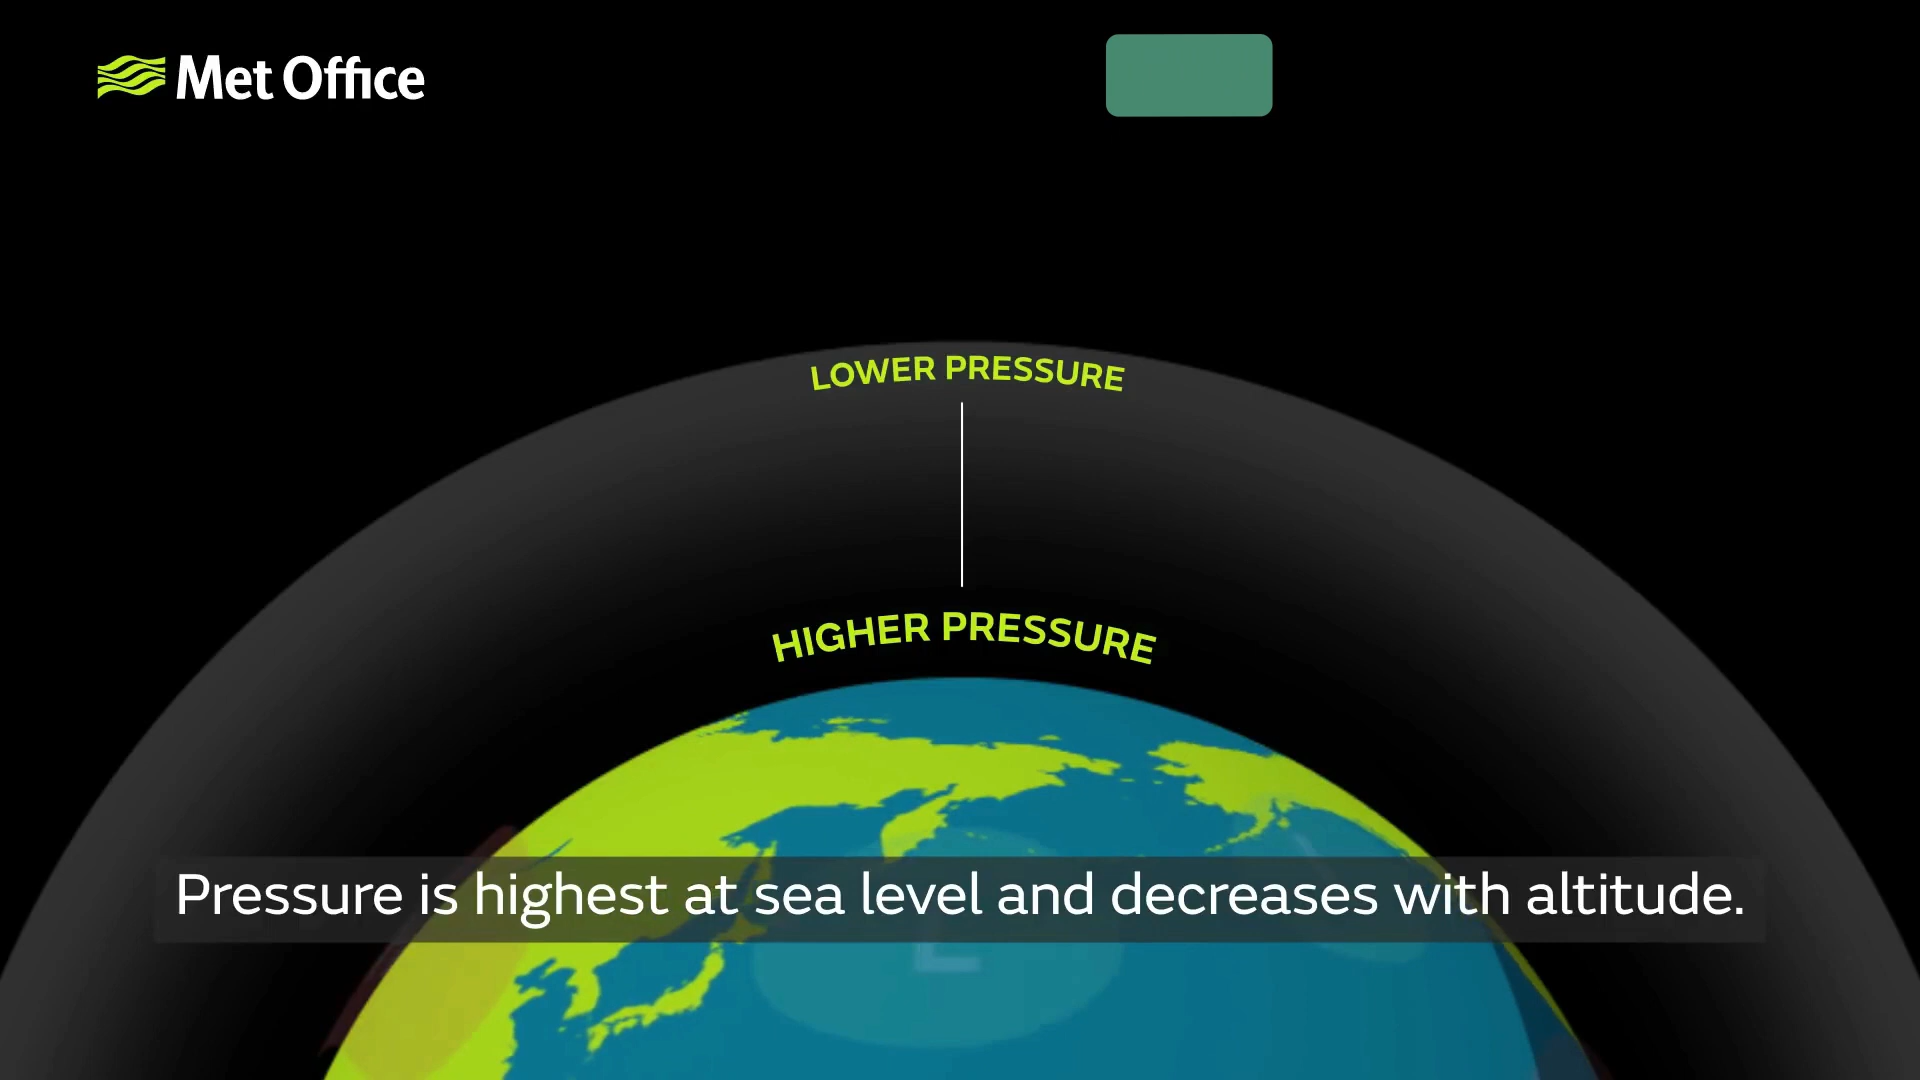 Met Office
LOWER PRESSURE
HIGHER PRESSURE
Pressure is highest at sea level and decreases with altitude.
L